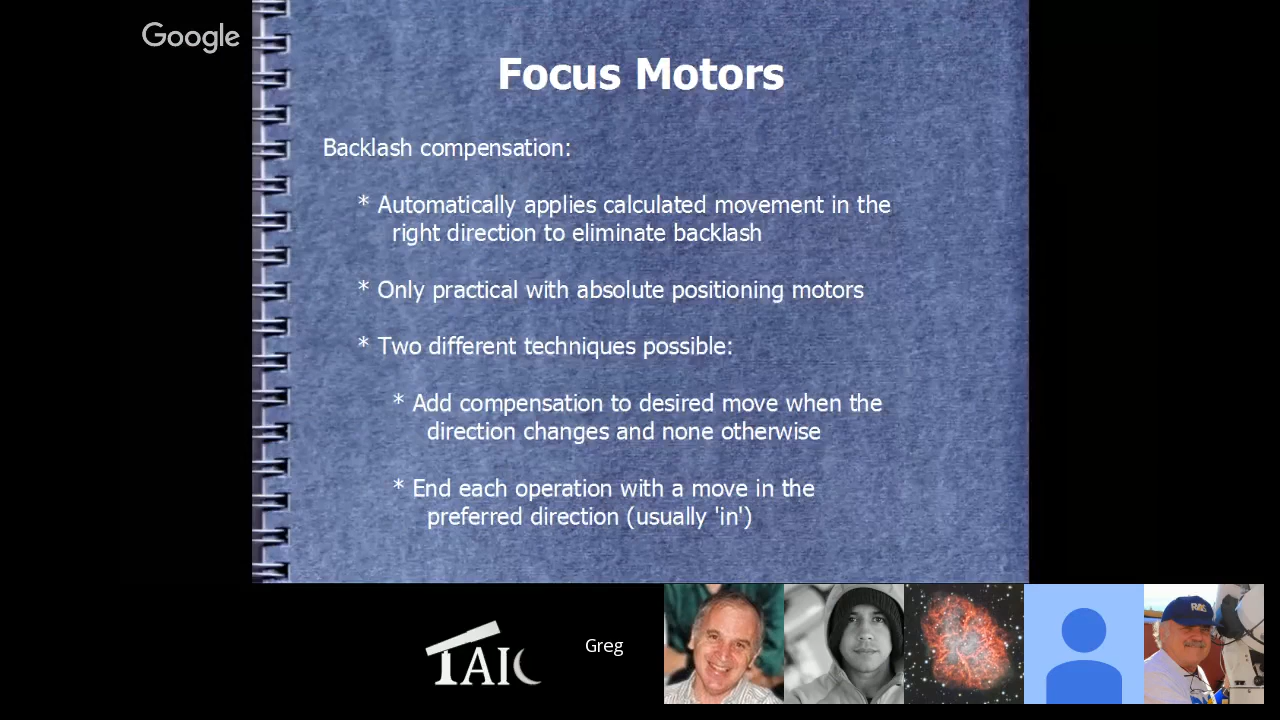 Google
Focus Motors
Backlash compensation:
* Automatically applies calculated movement in the
right direction to eliminate backlash
* Only practical with absolute positioning motors
* Two different techniques possible:
* Add compensation to desired move when the
direction changes and none otherwise
* End each operation with a move in the
preferred direction (usually 'in')
TAIC
Greg